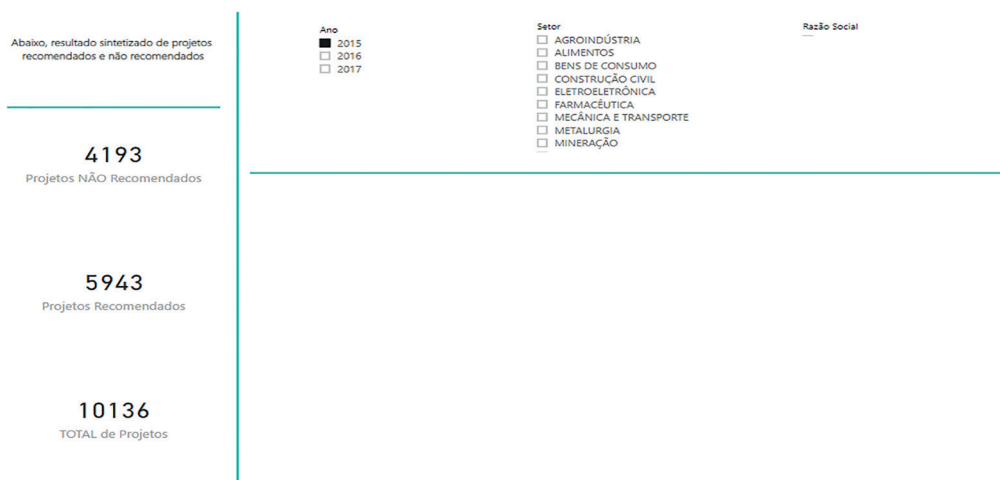 Abaixo, resultado sintetizado de projetos
recomendados e não recomendados
4193
Projetos NÃO Recomendados
5943
Projetos Recomendados
10136
TOTAL de Projetos
Ano
2015
2016
2017
Setor
AGROINDÚSTRIA
ALIMENTOS
BENS DE CONSUMO
CONSTRUÇÃO CIVIL
ELETROELETRÔNICA
FARMACÊUTICA
MECÂNICA E TRANSPORTE
METALURGIA
MINERAÇÃO
Razão Social